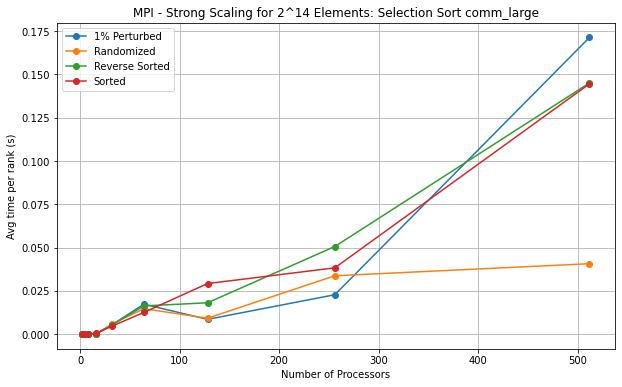 MPI - Strong Scaling for 2^14 Elements: Selection Sort comm_large
1% Perturbed
Randomized
Reverse Sorted
Sorted
Avg time per rank (s)
0.175
0.150
0.125
0.100
0.075
0.050
0.025
0.000
0 100 200 300 400 500
Number of Processors